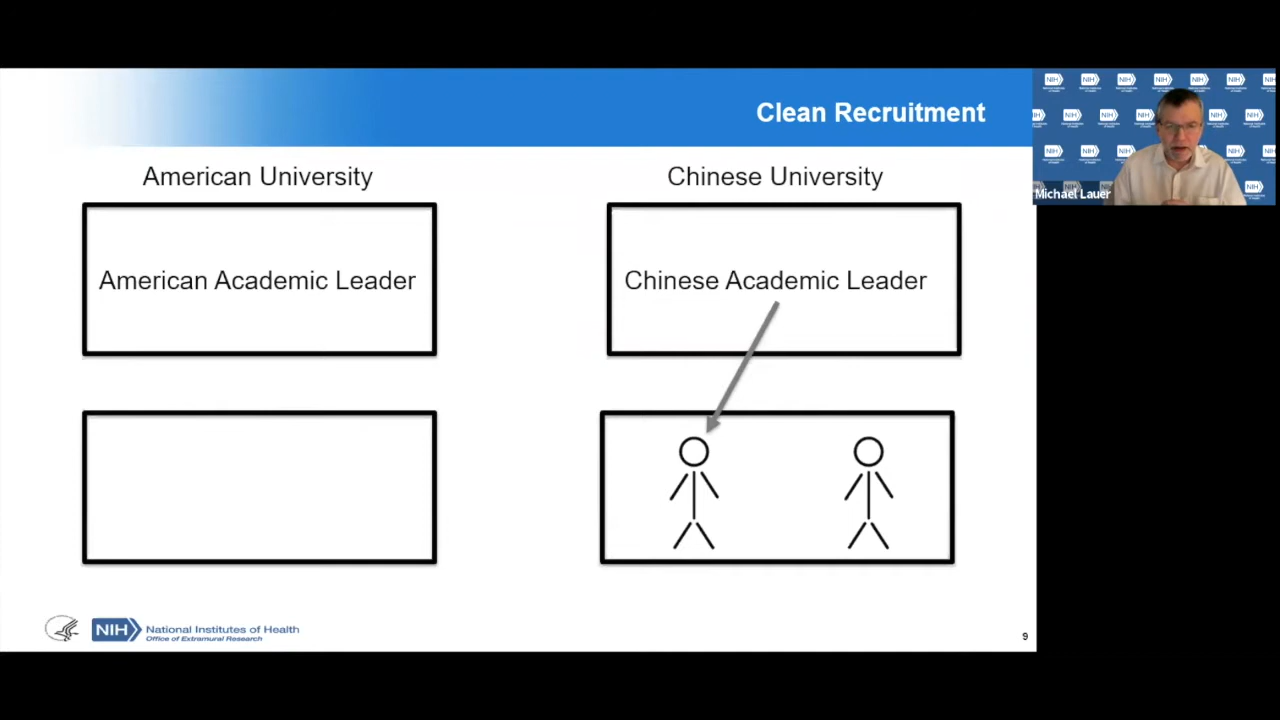 Clean Recruitment
American University
Chinese University
American Academic Leader
Chinese Academic Leader
NIH
National Institutes of Health
Office of Extramural Research
9
Michael Lauer